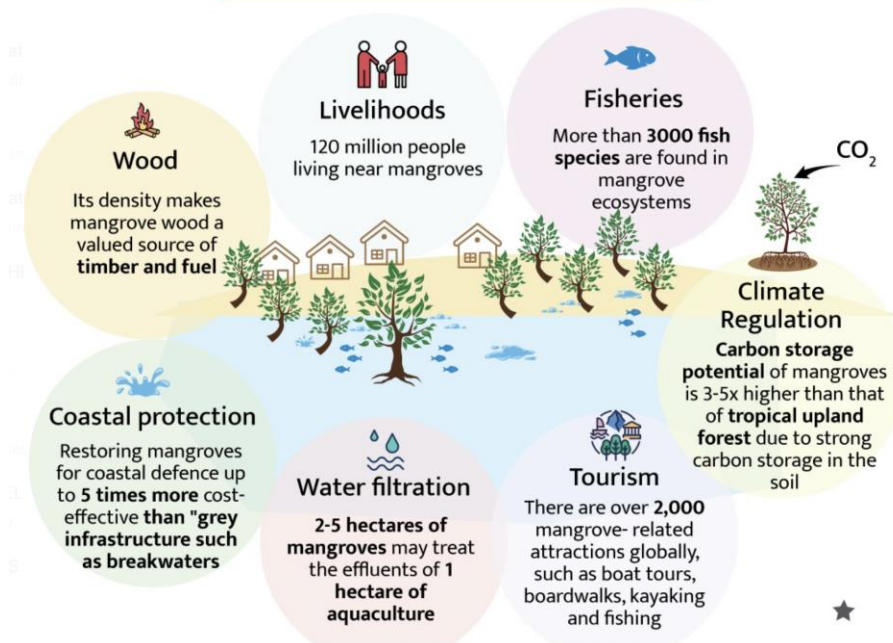 Livelihoods
120 million people
living near mangroves
Fisheries
More than 3000 fish
species are found in
mangrove
ecosystems
Wood
Its density makes
mangrove wood a
valued source of
timber and fuel
CO₂
Climate
Regulation
Carbon storage
potential of mangroves
is 3-5x higher than that
of tropical upland
forest due to strong
carbon storage in the
soil
Coastal protection
Restoring mangroves
for coastal defence up
to 5 times more cost-
effective than "grey
infrastructure such
as breakwaters
Water filtration
2-5 hectares of
mangroves may treat
the effluents of 1
hectare of
aquaculture
Tourism
There are over 2,000
mangrove- related
attractions globally,
such as boat tours,
boardwalks, kayaking
and fishing